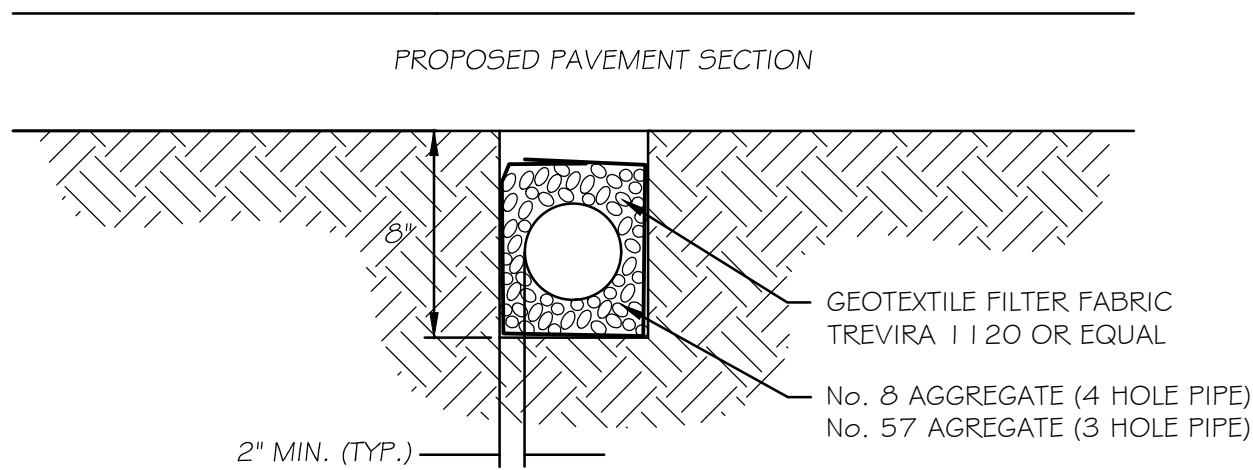 PROPOSED PAVEMENT SECTION
8"
GEOTEXTILE FILTER FABRIC
TREVIRA 1120 OR EQUAL
No. 8 AGGREGATE (4 HOLE PIPE)
No. 57 AGREGATE (3 HOLE PIPE)
2" MIN. (TYP.)